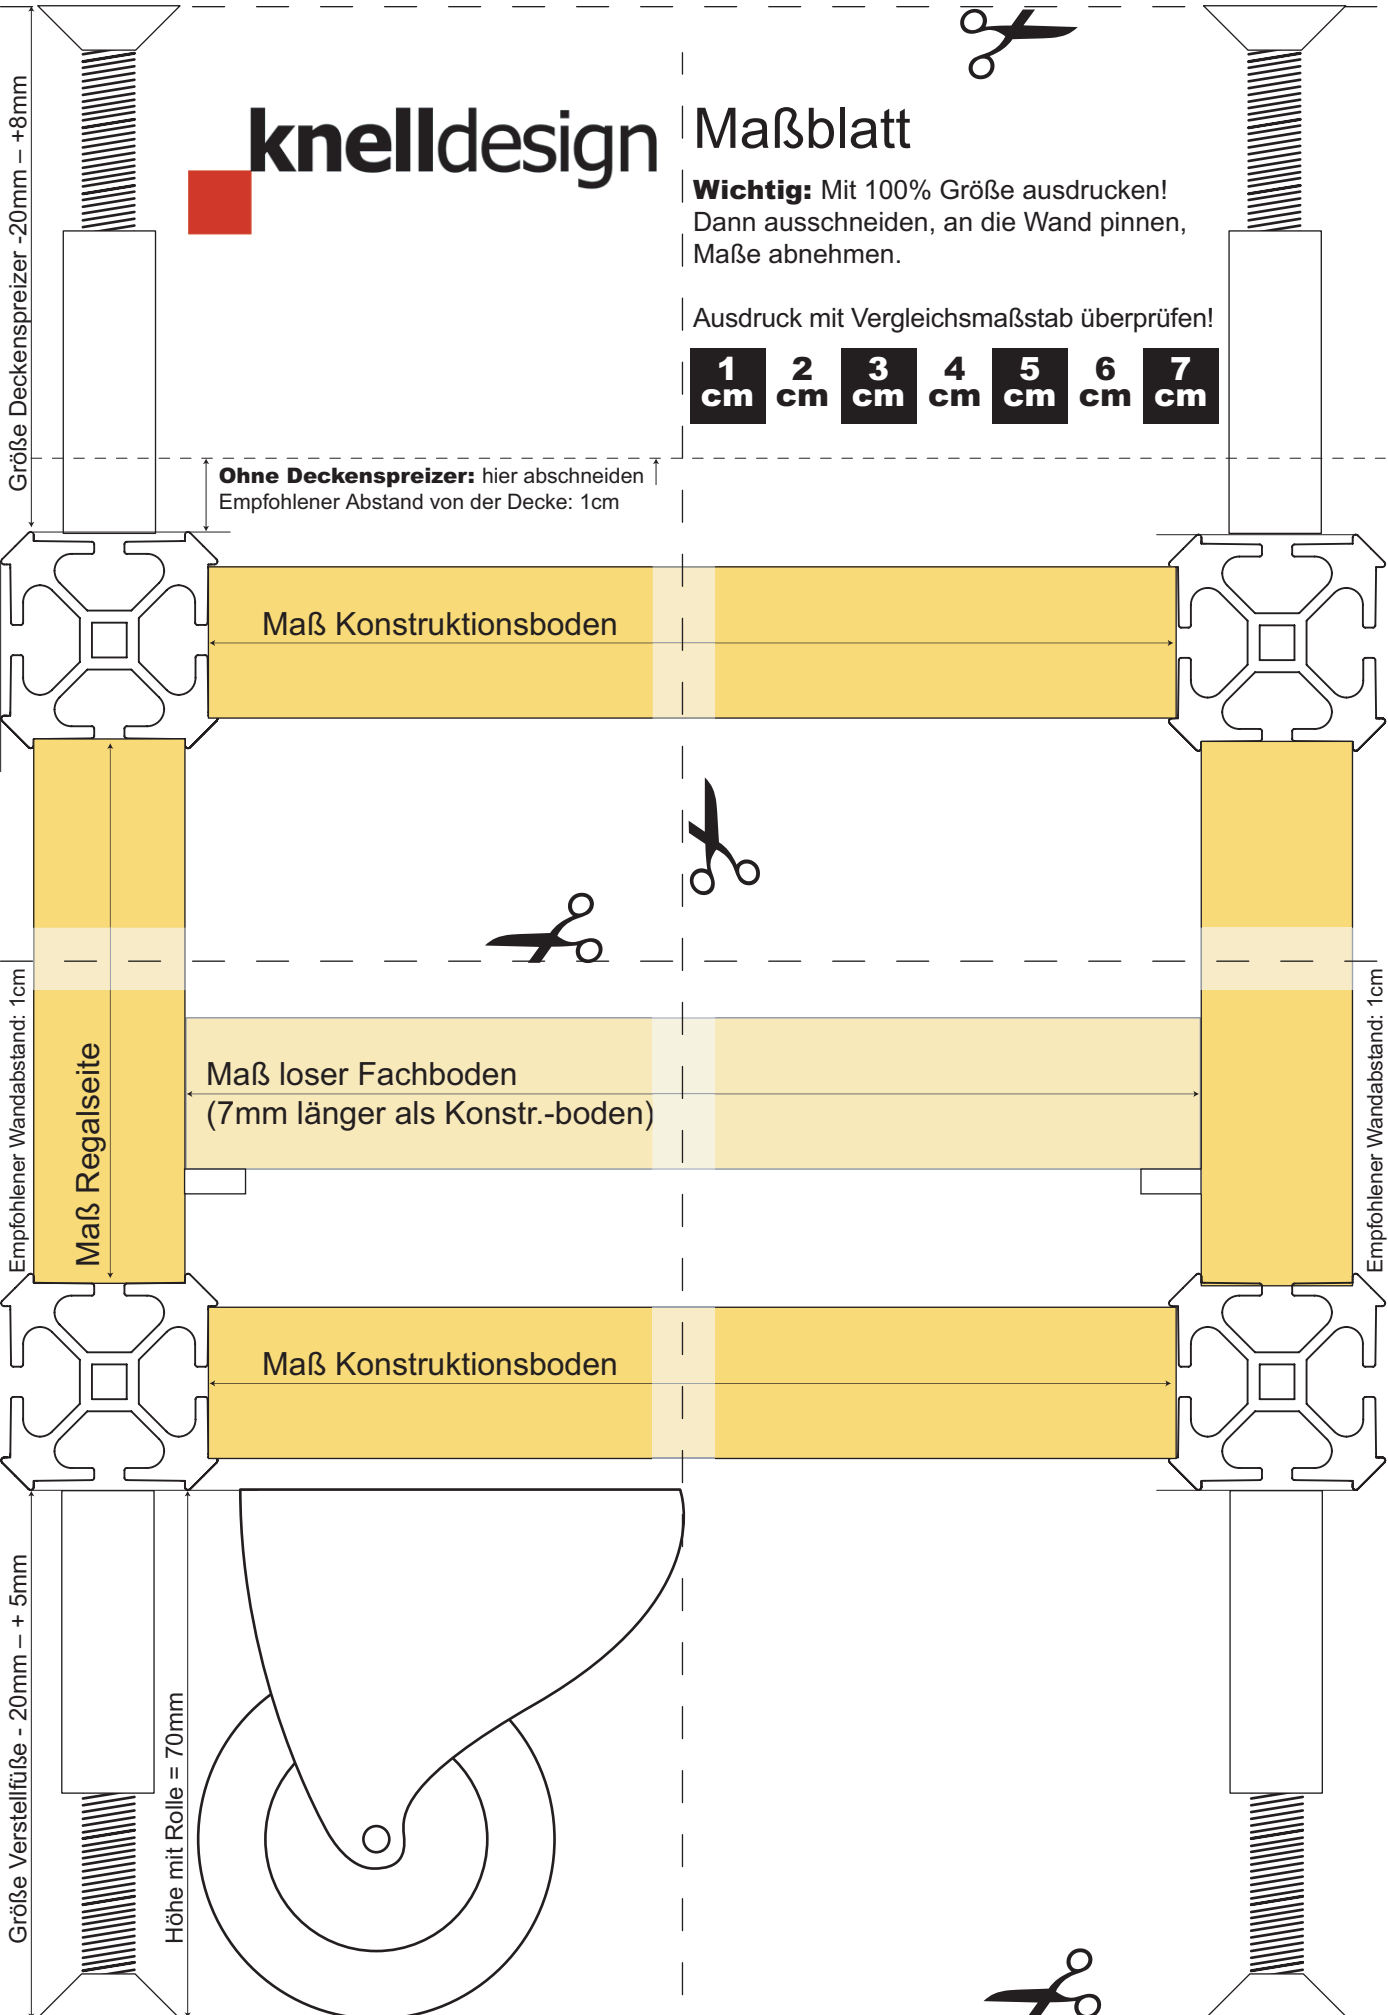 knelldesign
Maßblatt
Wichtig: Mit 100% Größe ausdrucken!
Dann ausschneiden, an die Wand pinnen,
Maße abnehmen.
Ausdruck mit Vergleichsmaßstab überprüfen!
1 2 3 4 5 6 7
cm cm cm cm cm cm cm
Größe Deckenspreizer -20mm – +8mm
Ohne Deckenspreizer: hier abschneiden
Empfohlener Abstand von der Decke: 1cm
Maß Konstruktionsboden
Empfohlener Wandabstand: 1cm
Maß Regalseite
Maß loser Fachboden
(7mm länger als Konstr.-boden)
Empfohlener Wandabstand: 1cm
Maß Konstruktionsboden
Größe Verstellfüße - 20mm – + 5mm
Höhe mit Rolle = 70mm